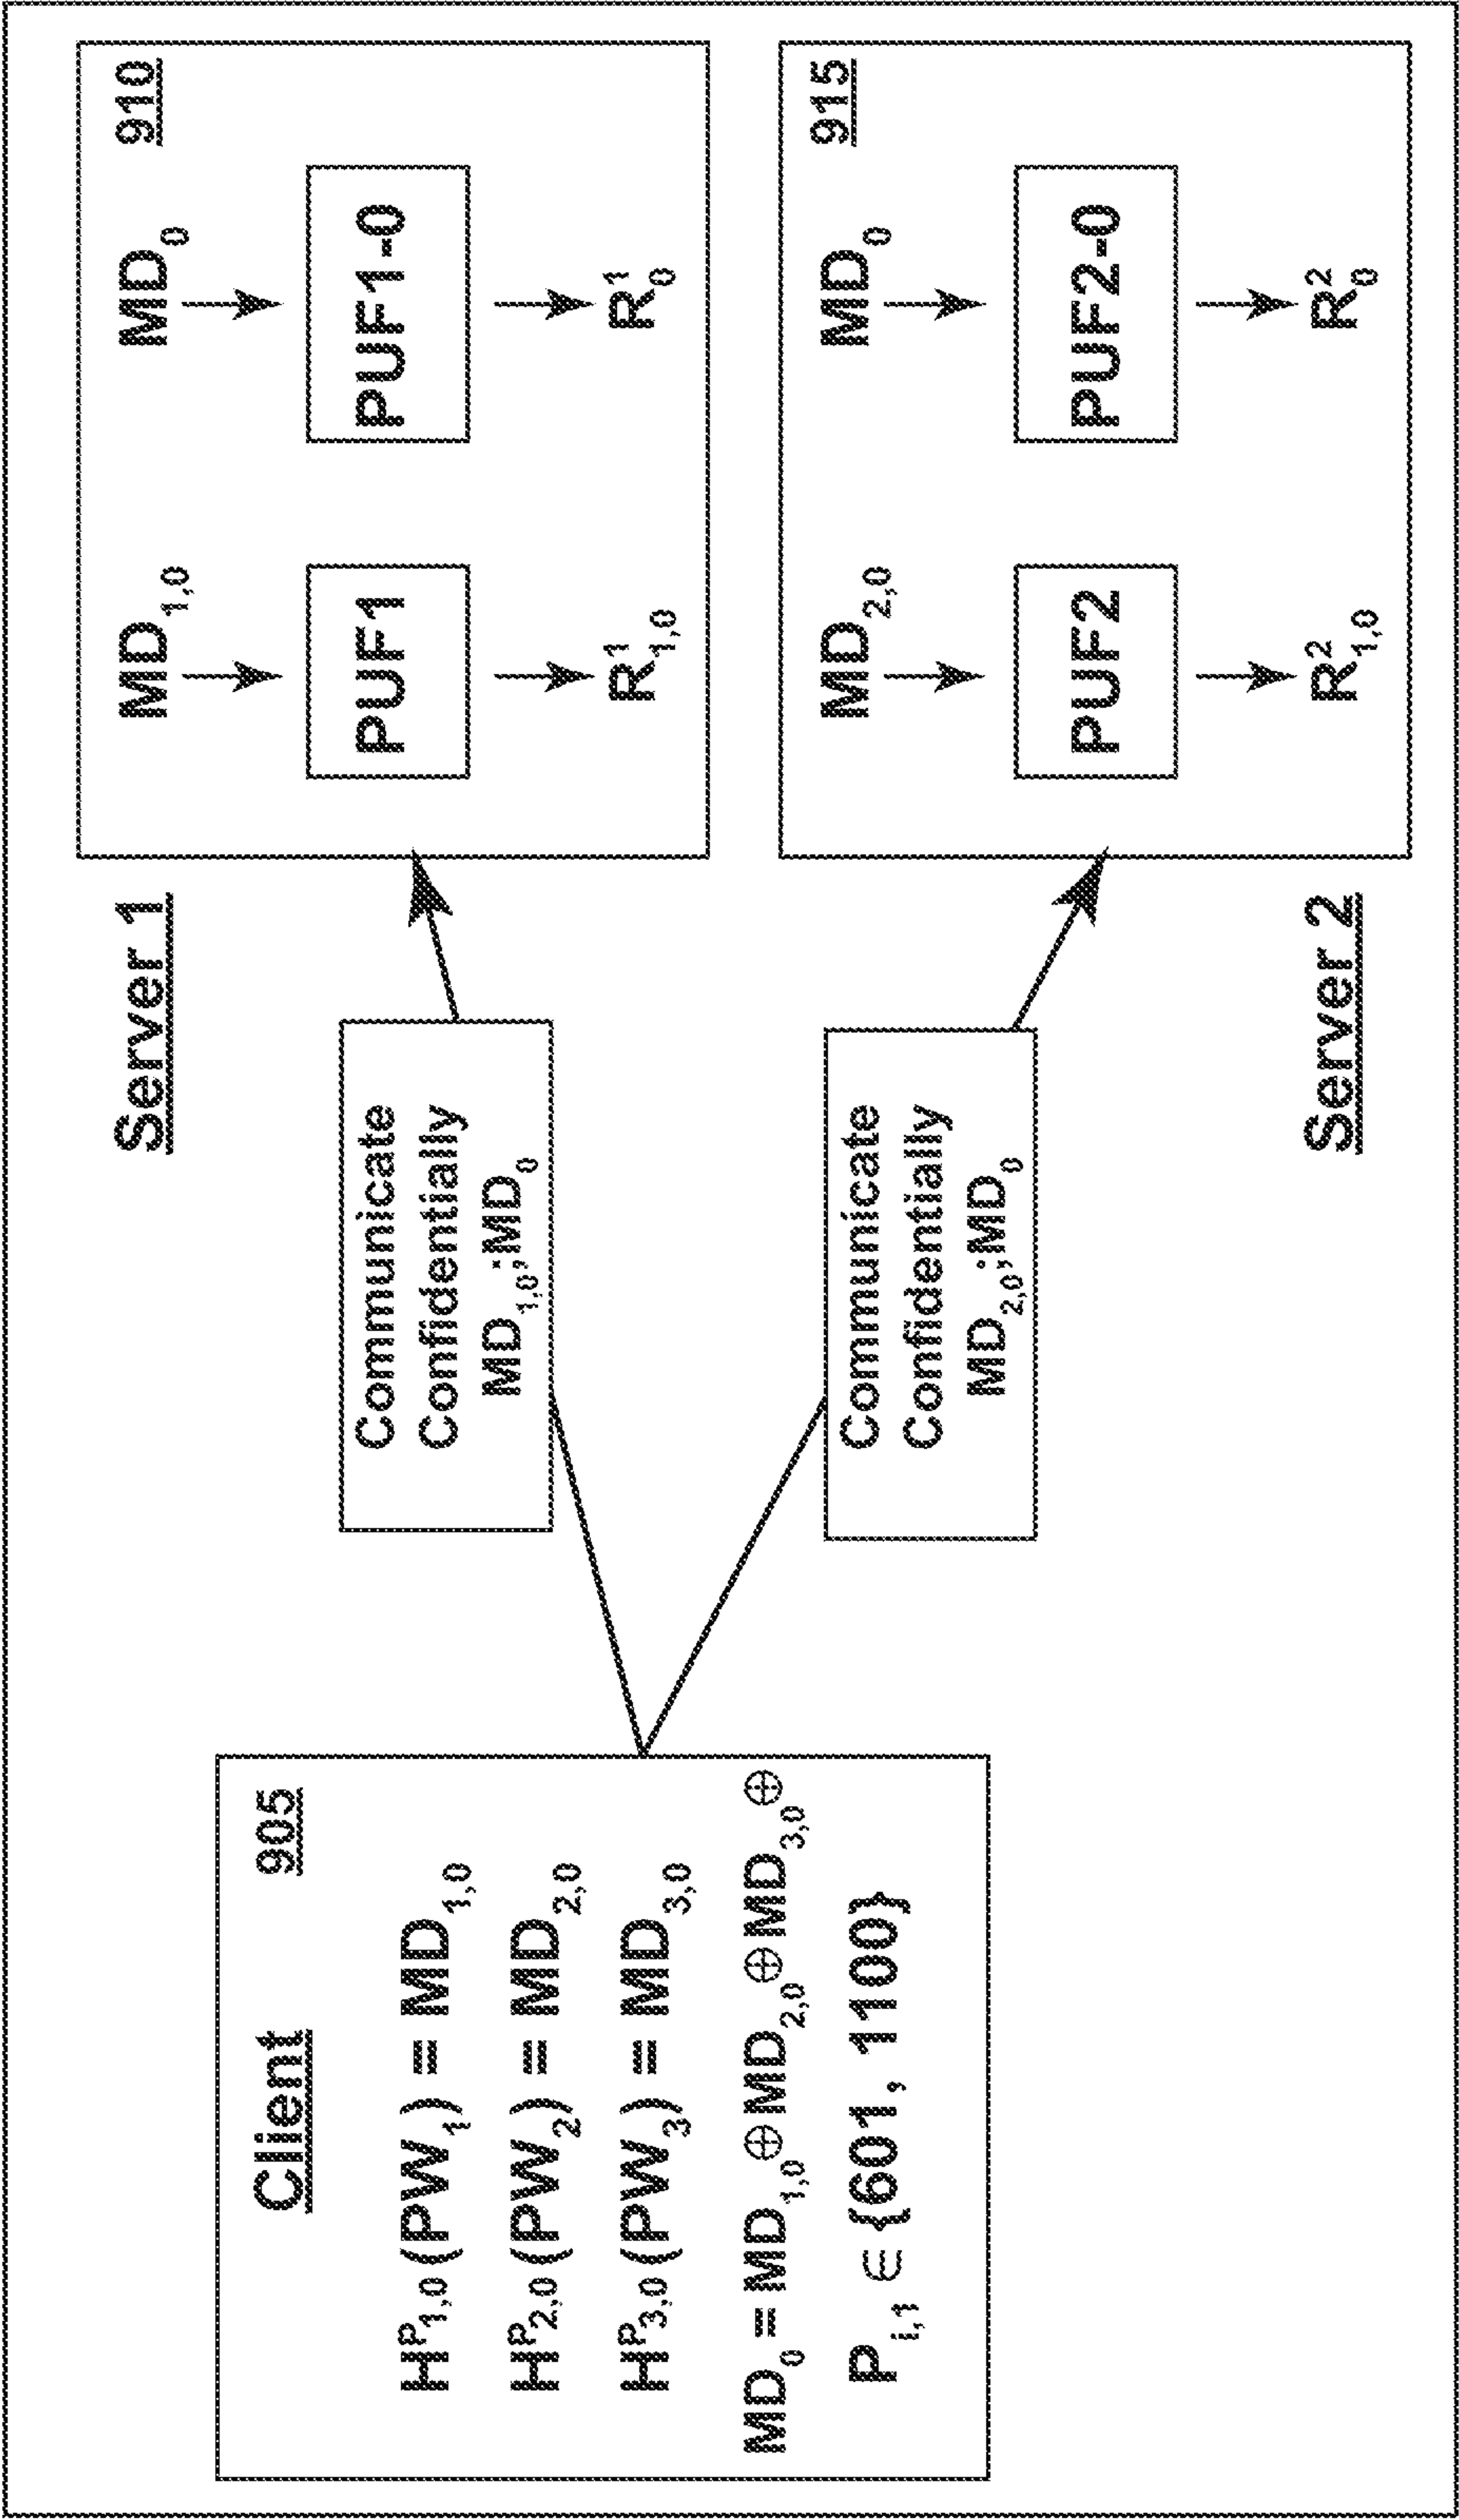 Client
905
H^{P_{1,0}}(PW_1) = MD_{1,0}
H^{P_{2,0}}(PW_2) = MD_{2,0}
H^{P_{3,0}}(PW_3) = MD_{3,0}
MD_0 = MD_{1,0} ⊕MD_{2,0} ⊕MD_{3,0} ⊕
P_{i,1} ∈ {601, 1100}
Communicate
Confidentially
MD_{1,0};MD_0
Communicate
Confidentially
MD_{2,0};MD_0
Server 1
910
MD_{1,0}
MD_0
PUF1
PUF1-0
R^1_{1,0}
R^1_0
Server 2
915
MD_{2,0}
MD_0
PUF2
PUF2-0
R^2_{1,0}
R^2_0